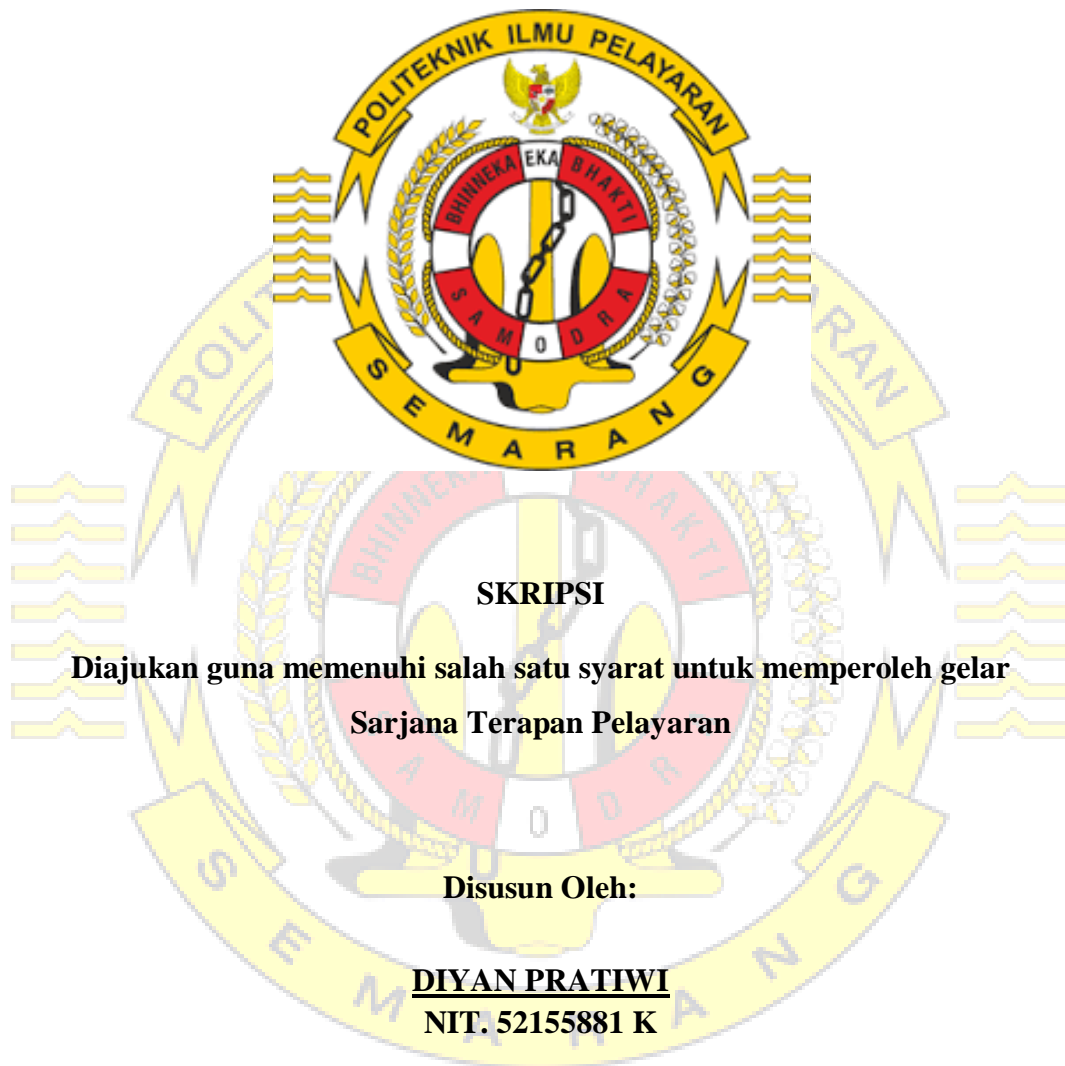 POLITEKNIK ILMU PELAYARAN
BHINNEKA EKA BHAKTI
SAMODRA
SEMARANG
SKRIPSI
Diajukan guna memenuhi salah satu syarat untuk memperoleh gelar
Sarjana Terapan Pelayaran
Disusun Oleh:
DIYAN PRATIWI
NIT. 52155881 K